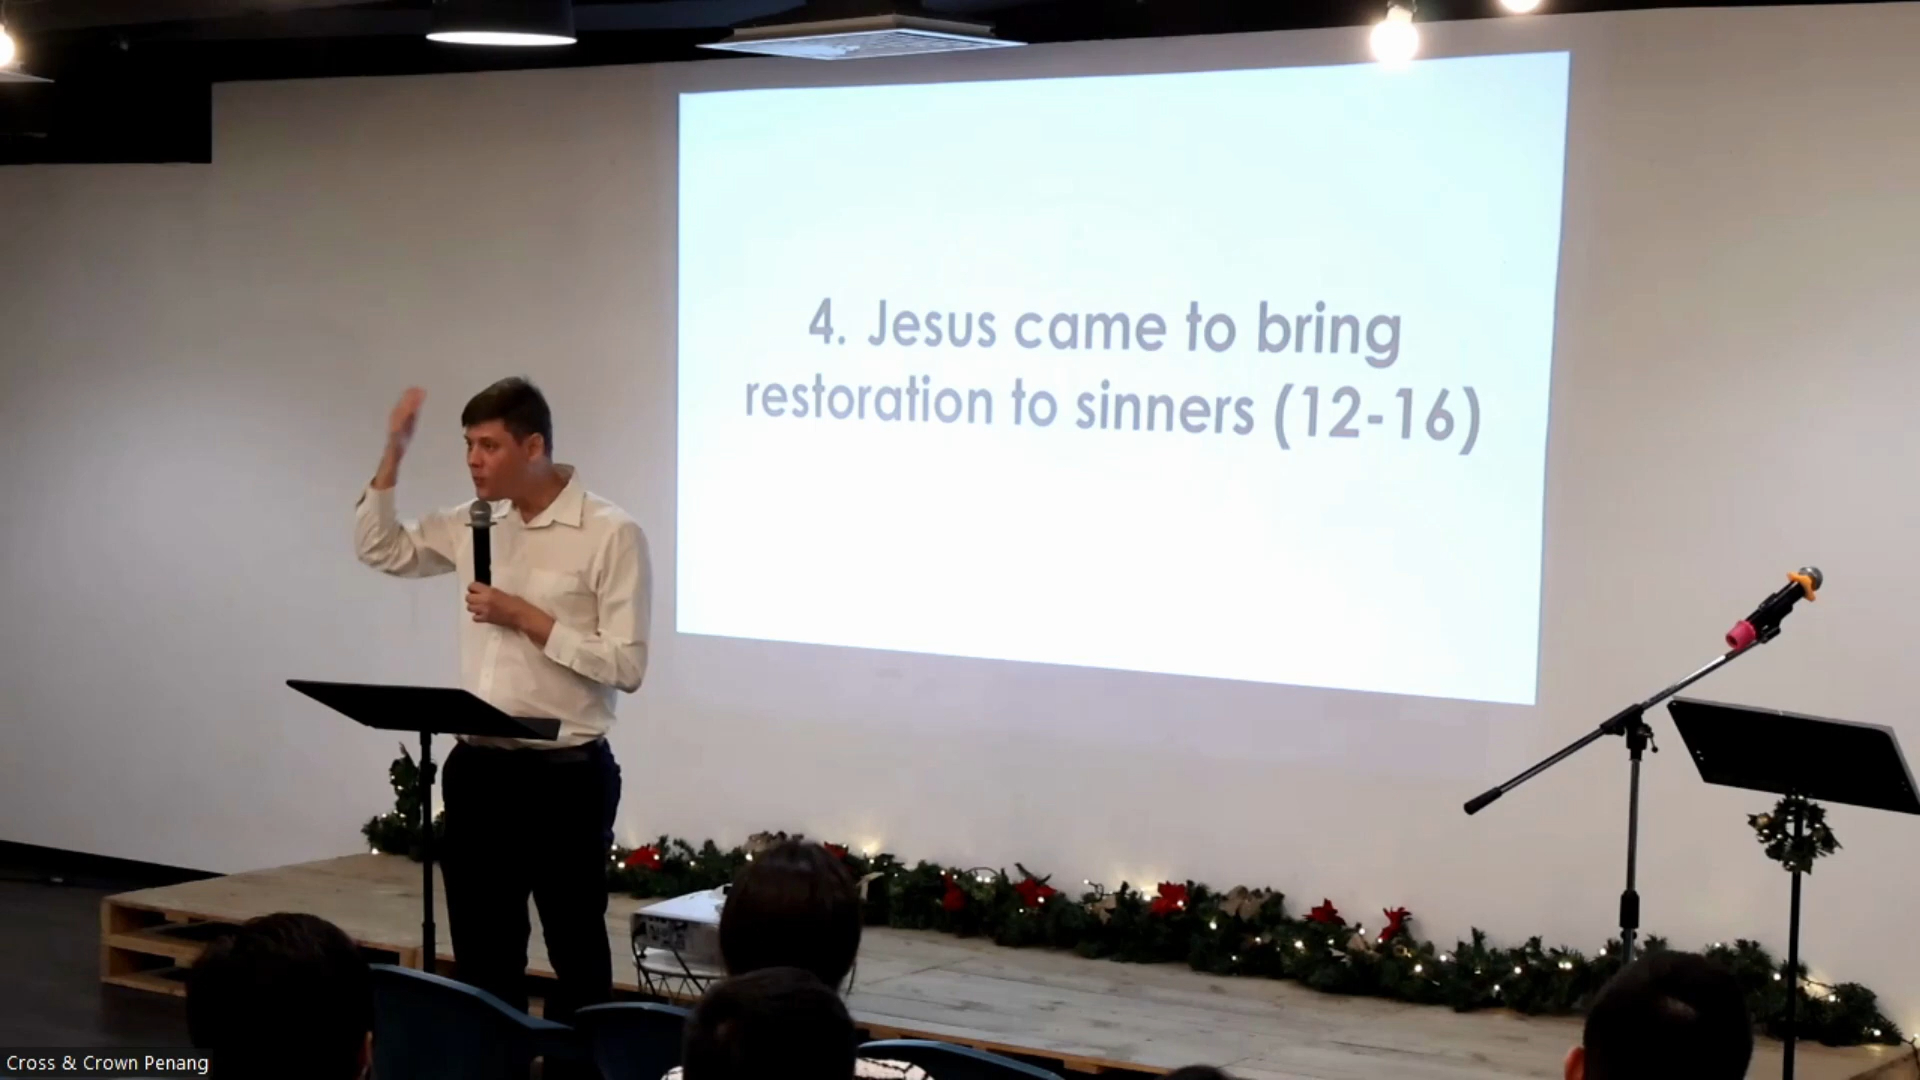 4. Jesus came to bring
restoration to sinners (12-16)
Cross & Crown Penang